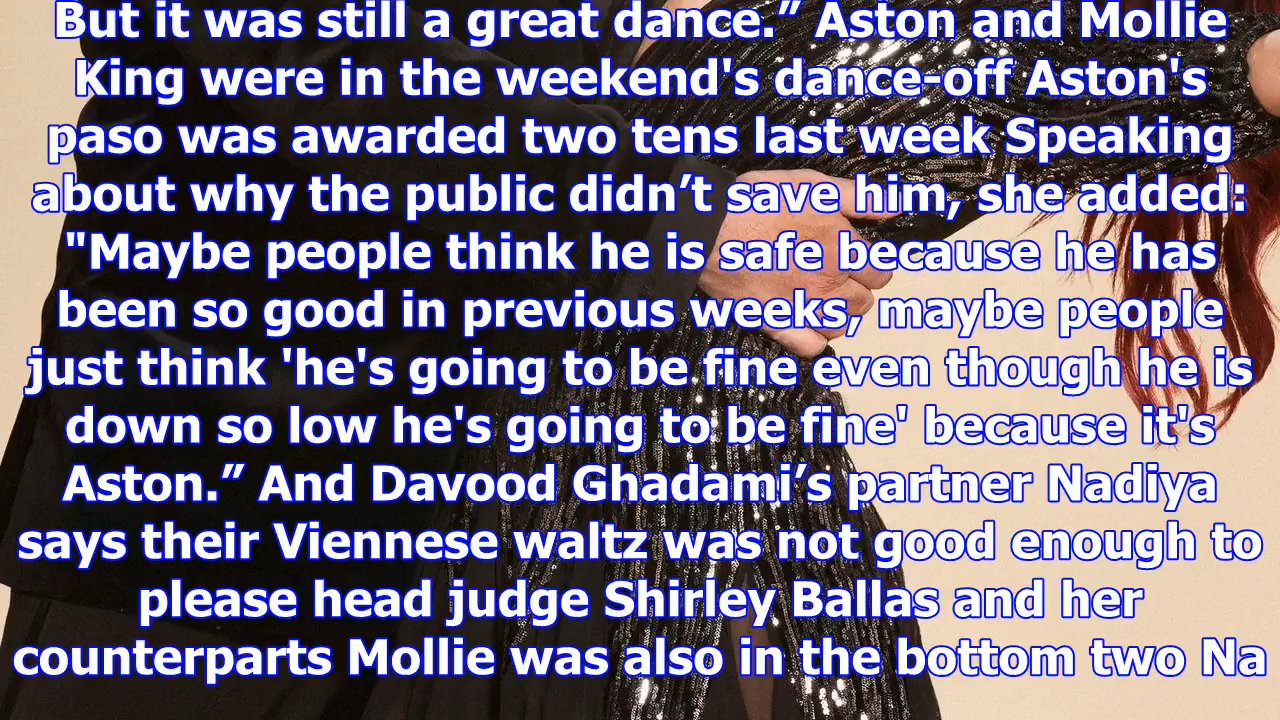 But it was still a great dance.” Aston and Mollie
King were in the weekend's dance-off Aston's
paso was awarded two tens last week Speaking
about why the public didn’t save him, she added:
"Maybe people think he is safe because he has
been so good in previous weeks, maybe people
just think 'he's going to be fine even though he is
down so low he's going to be fine' because it's
Aston.” And Davood Ghadami’s partner Nadiya
says their Viennese waltz was not good enough to
please head judge Shirley Ballas and her
counterparts Mollie was also in the bottom two Na